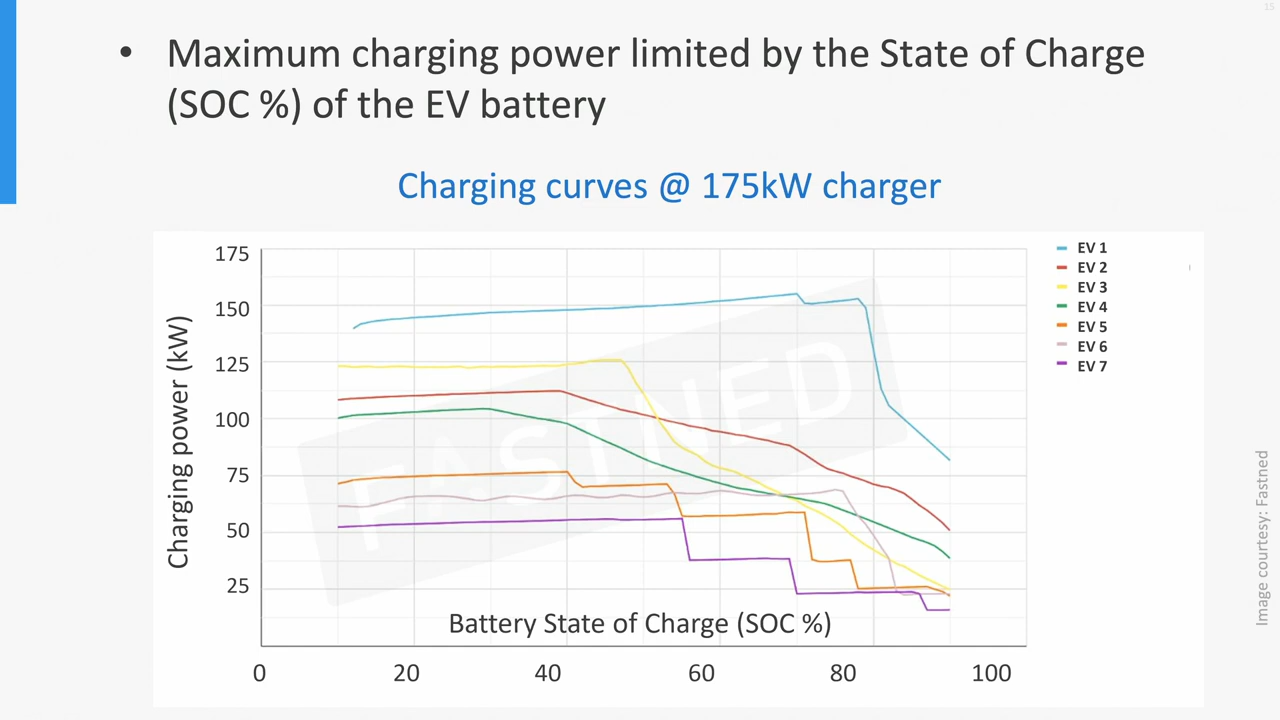 15
• Maximum charging power limited by the State of Charge
(SOC %) of the EV battery
Charging curves @ 175kW charger
175
150
125
100
75
50
25
Charging power (kW)
FASTNED
Battery State of Charge (SOC %)
0 20 40 60 80 100
EV 1
EV 2
EV 3
EV 4
EV 5
EV 6
EV 7
Image courtesy: Fastned